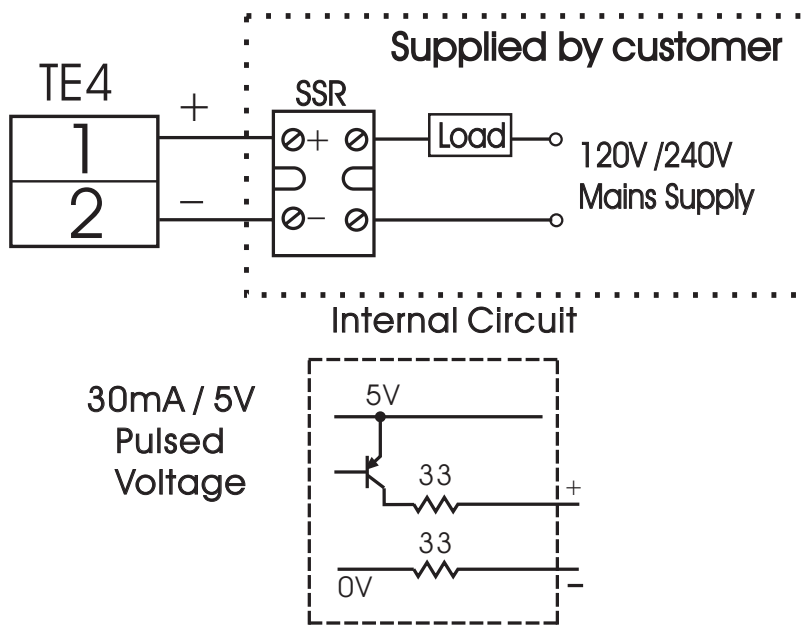 Supplied by customer
TE4
SSR
+
1
+
Load
120V /240V
Mains Supply
2
−
−
Internal Circuit
30mA / 5V
Pulsed
Voltage
5V
33
+
33
0V
−